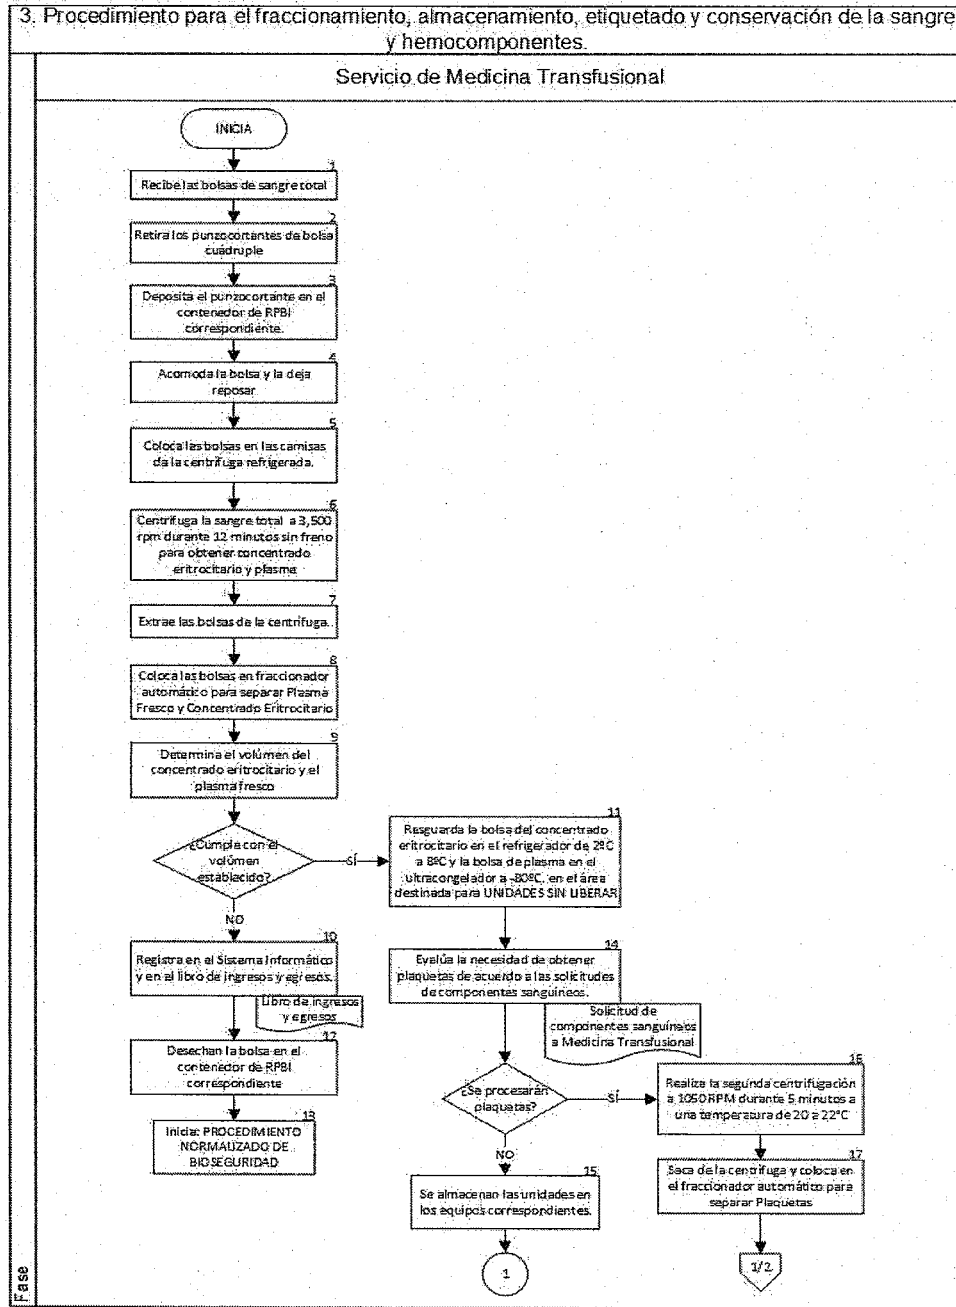 3. Procedimiento para el fraccionamiento, almacenamiento, etiquetado y conservación de la sangre
y hemocomponentes.
Servicio de Medicina Transfusional
INICIA
1
Recibe las bolsas de sangre total
2
Retira los punzocortantes de bolsa
cuádruple
3
Deposita el punzocortante en el
contenedor de RPBI
correspondiente.
4
Acomoda la bolsa y la deja
reposar
5
Coloca las bolsas en las camisas
da la centrífuga refrigerada.
6
Centrifuga la sangre total a 3,500
rpm durante 12 minutos sin freno
para obtener concentrado
eritrocitario y plasma
7
Extrae las bolsas de la centrífuga.
8
Coloca las bolsas en fraccionador
automático para separar Plasma
Fresco y Concentrado Eritrocitario
9
Determina el volúmen del
concentrado eritrocitario y el
plasma fresco
¿Cumple con el
volúmen
establecido?
SÍ
NO
10
Registra en el Sistema Informático
y en el libro de ingresos y egresos.
Libro de ingresos
y egresos
12
Desechan la bolsa en el
contenedor de RPBI
correspondiente
13
Inicia: PROCEDIMIENTO
NORMALIZADO DE
BIOSEGURIDAD
11
Resguarda la bolsa del concentrado
eritrocitario en el refrigerador de 2ºC
a 8ºC y la bolsa de plasma en el
ultracongelador a -80ºC, en el área
destinada para UNIDADES SIN LIBERAR
14
Evalúa la necesidad de obtener
plaquetas de acuerdo a las solicitudes
de componentes sanguíneos.
Solicitud de
componentes sanguíneos
a Medicina Transfusional
¿Se procesarán
plaquetas?
SÍ
NO
15
Se almacenan las unidades en
los equipos correspondientes.
1
16
Realiza la segunda centrifugación
a 1050 RPM durante 5 minutos a
una temperatura de 20 a 22°C
17
Saca de la centrífuga y coloca en
el fraccionador automático para
separar Plaquetas
1/2
Fase